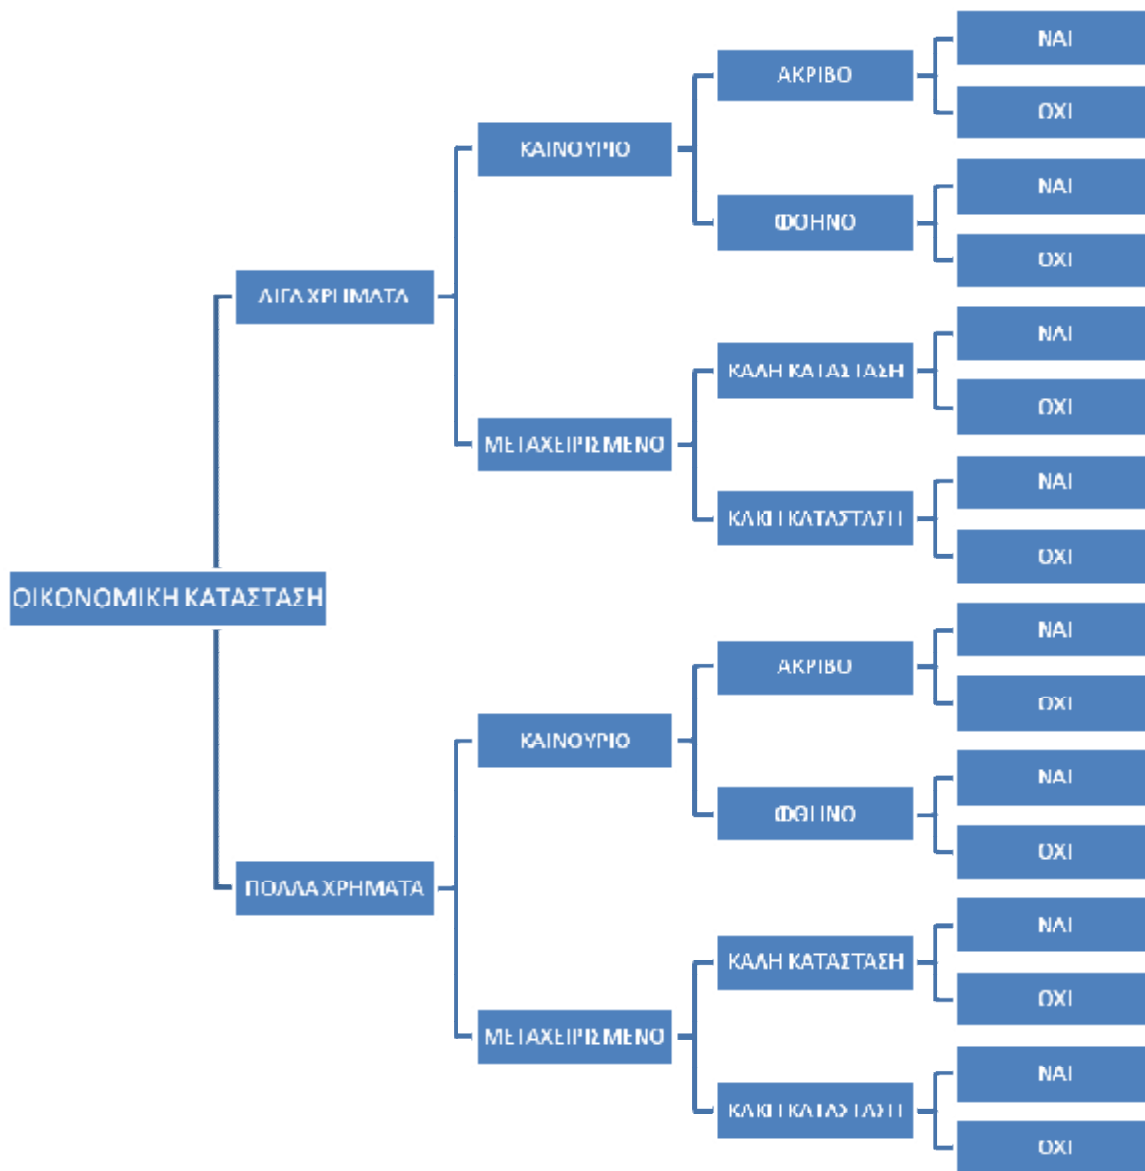 ΟΙΚΟΝΟΜΙΚΗ ΚΑΤΑΣΤΑΣΗ
ΛΙΓΑ ΧΡΗΜΑΤΑ
ΚΑΙΝΟΥΡΙΟ
ΑΚΡΙΒΟ
ΝΑΙ
ΟΧΙ
ΦΘΗΝΟ
ΝΑΙ
ΟΧΙ
ΜΕΤΑΧΕΙΡΙΣΜΕΝΟ
ΚΑΛΗ ΚΑΤΑΣΤΑΣΗ
ΝΑΙ
ΟΧΙ
ΚΑΚΗ ΚΑΤΑΣΤΑΣΗ
ΝΑΙ
ΟΧΙ
ΠΟΛΛΑ ΧΡΗΜΑΤΑ
ΚΑΙΝΟΥΡΙΟ
ΑΚΡΙΒΟ
ΝΑΙ
ΟΧΙ
ΦΘΗΝΟ
ΝΑΙ
ΟΧΙ
ΜΕΤΑΧΕΙΡΙΣΜΕΝΟ
ΚΑΛΗ ΚΑΤΑΣΤΑΣΗ
ΝΑΙ
ΟΧΙ
ΚΑΚΗ ΚΑΤΑΣΤΑΣΗ
ΝΑΙ
ΟΧΙ